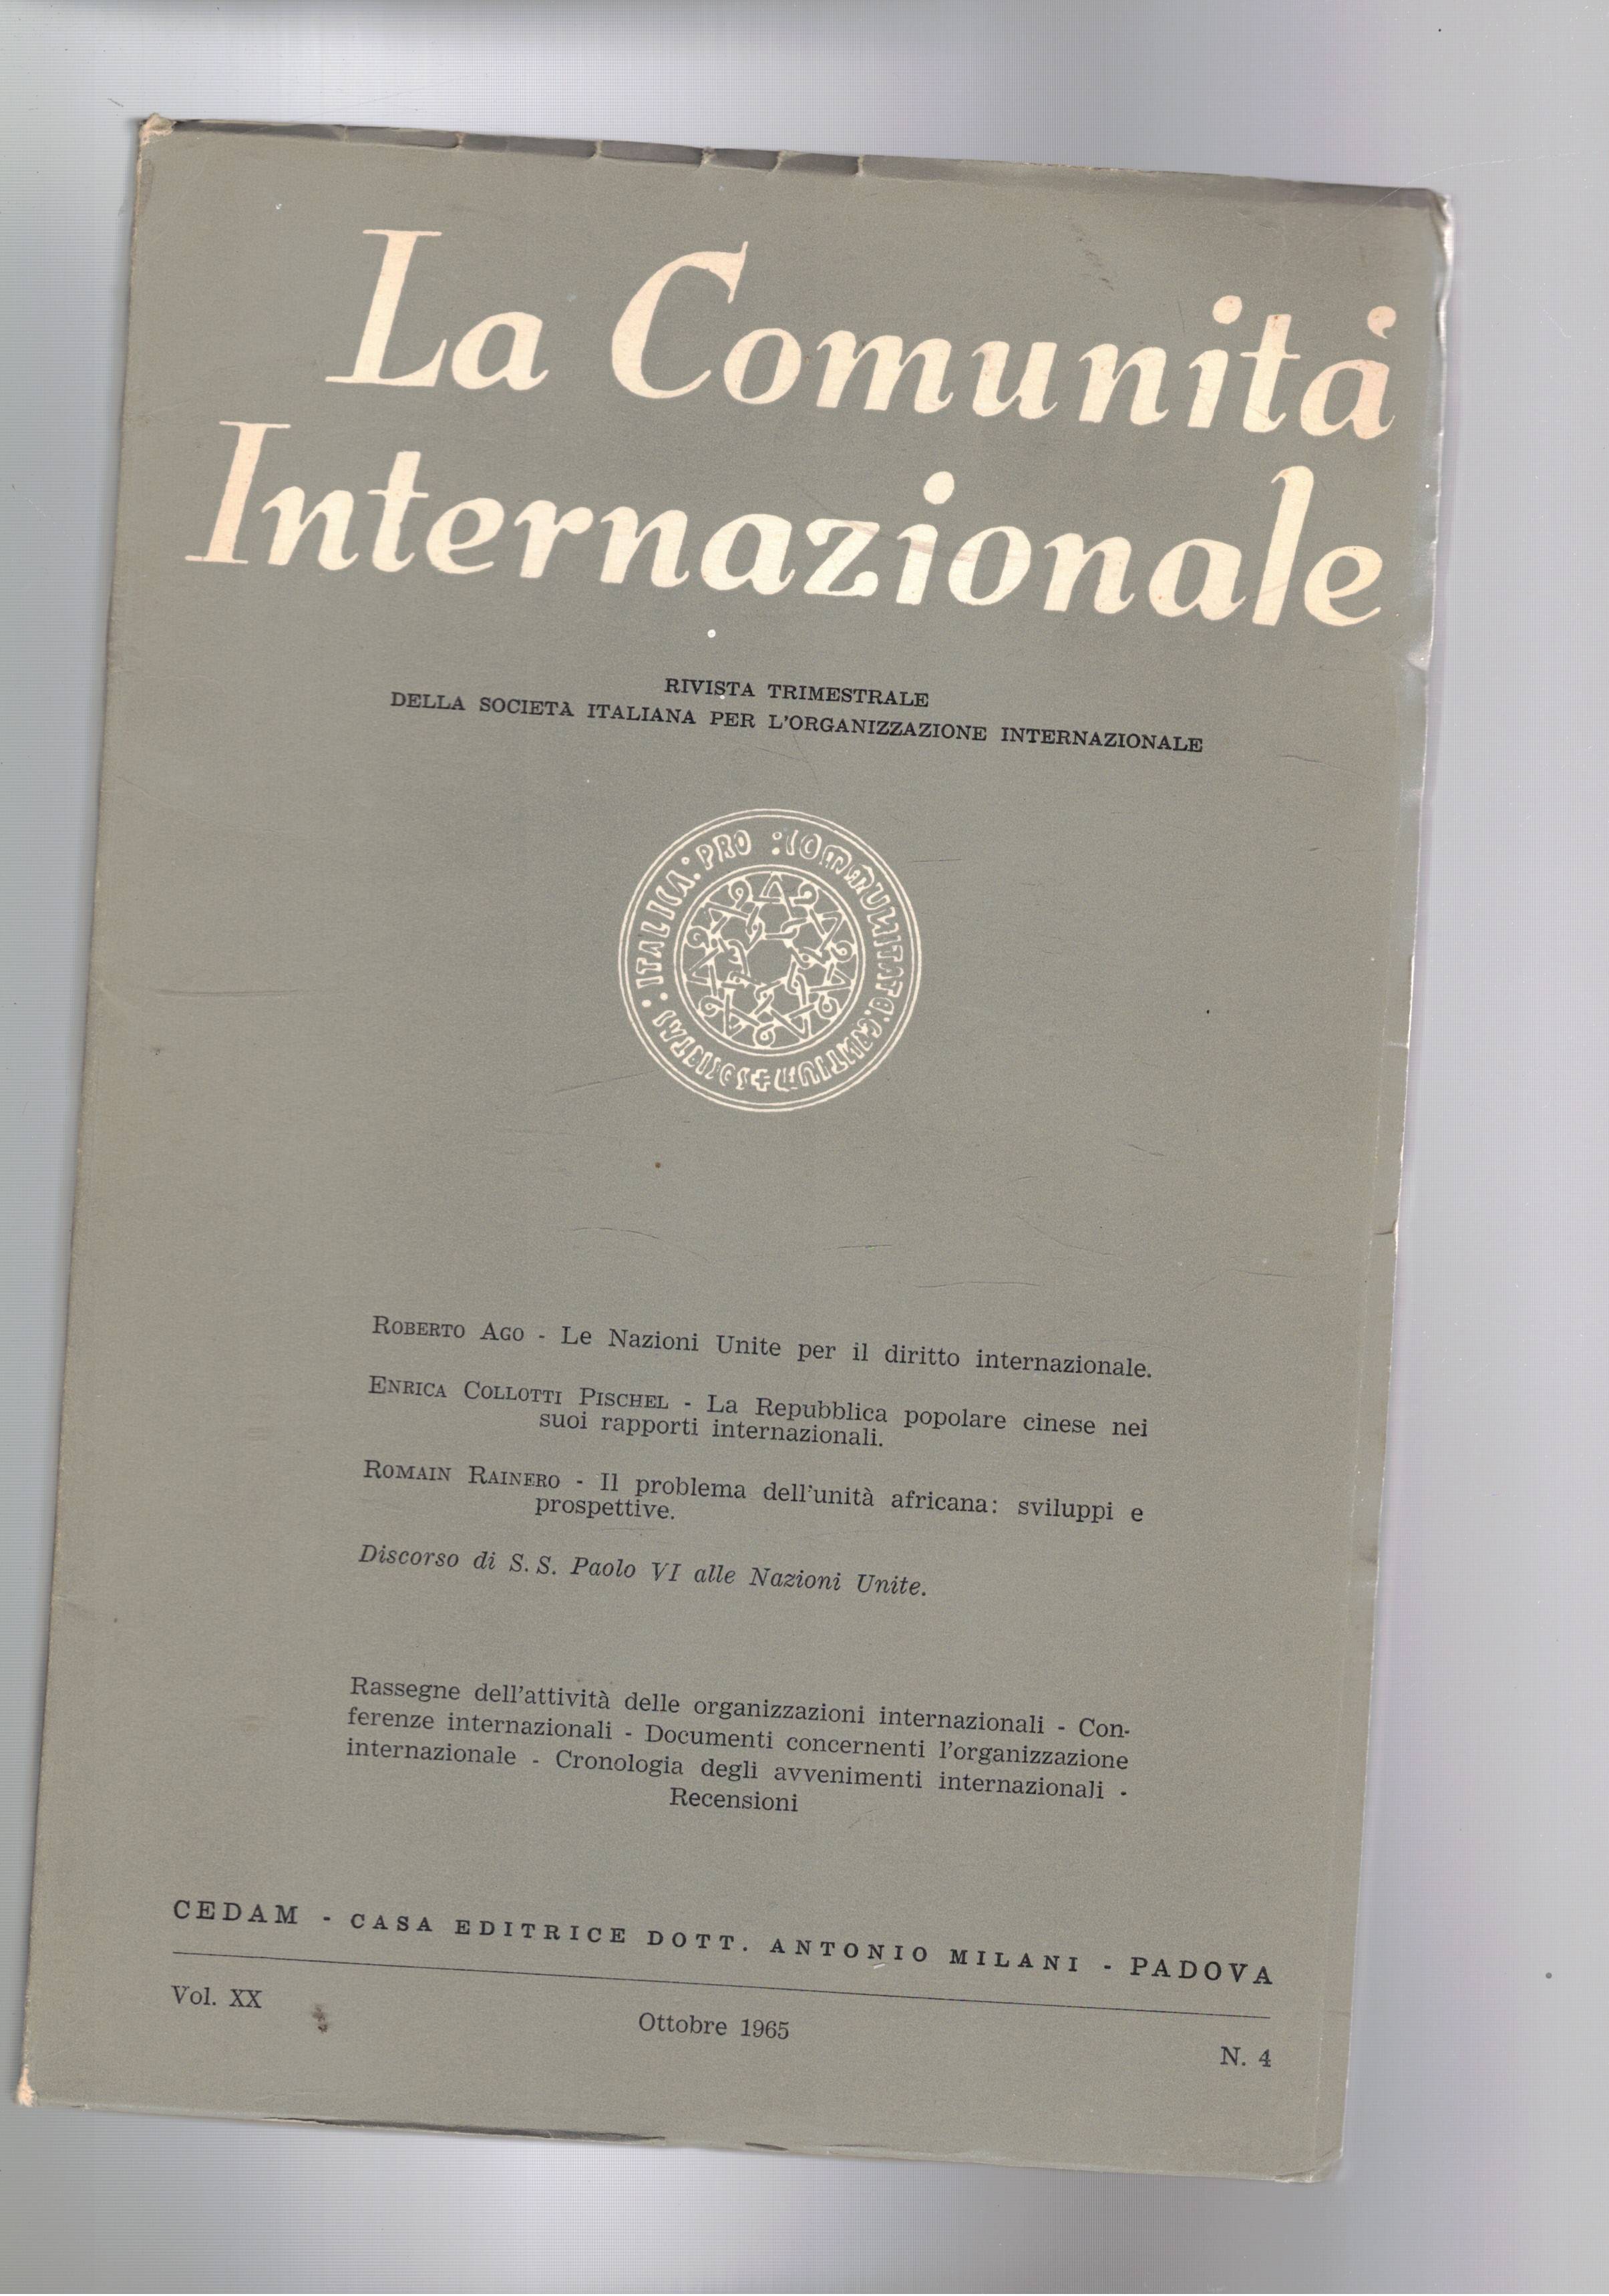 La Comunità
Internazionale
RIVISTA TRIMESTRALE
DELLA SOCIETÀ ITALIANA PER L'ORGANIZZAZIONE INTERNAZIONALE
ITALICA: PRO
ROBERTO AGO - Le Nazioni Unite per il diritto internazionale.
ENRICA COLLOTTI PISCHEL - La Repubblica popolare cinese nei
suoi rapporti internazionali.
ROMAIN RAINERO - Il problema dell'unità africana: sviluppi e
prospettive.
Discorso di S. S. Paolo VI alle Nazioni Unite.
Rassegne dell'attività delle organizzazioni internazionali - Con-
ferenze internazionali - Documenti concernenti l'organizzazione
internazionale - Cronologia degli avvenimenti internazionali -
Recensioni
CEDAM - CASA EDITRICE DOTT. ANTONIO MILANI - PADOVA
Vol. XX
Ottobre 1965
N. 4